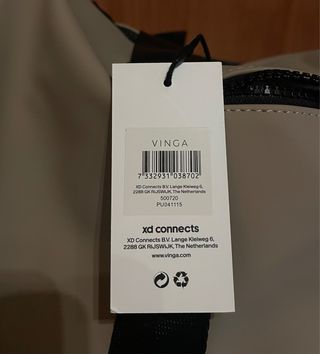 VINGA
7 332931 038702
XD Connects B.V. Lange Kleiweg 6,
2288 GK RIJSWIJK, The Netherlands
500720
PU041115
xd connects
XD Connects B.V. Lange Kleiweg 6,
2288 GK RIJSWIJK, The Netherlands
www.vinga.com